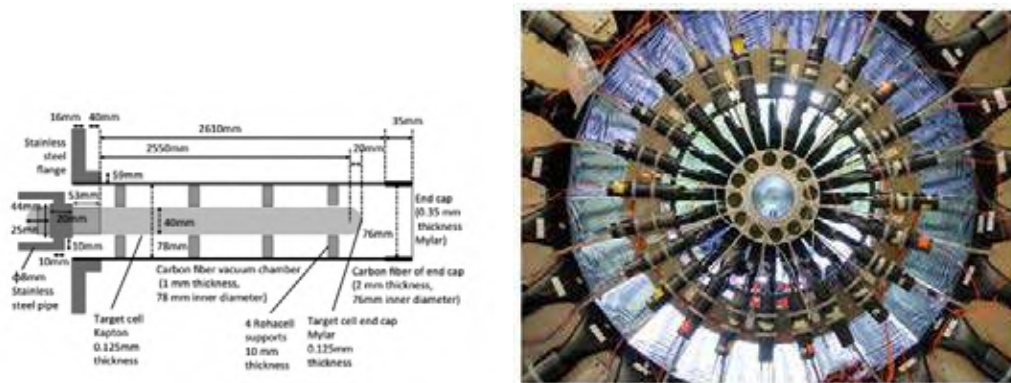 16mm 40mm
35mm
2610mm
Stainless
steel
flange
2550mm
20mm
59mm
53mm
44mm
20mm
25mm
40mm
End cap
(0.35 mm
thickness
Mylar)
76mm
10mm
78mm
10mm
ϕ8mm
Stainless
steel pipe
Carbon fiber vacuum chamber
(1 mm thickness,
78 mm inner diameter)
Carbon fiber of end cap
(2 mm thickness,
76mm inner diameter)
Target cell
Kapton
0.125mm
thickness
4 Rohacell
supports
10 mm
thickness
Target cell end cap
Mylar
0.125mm
thickness